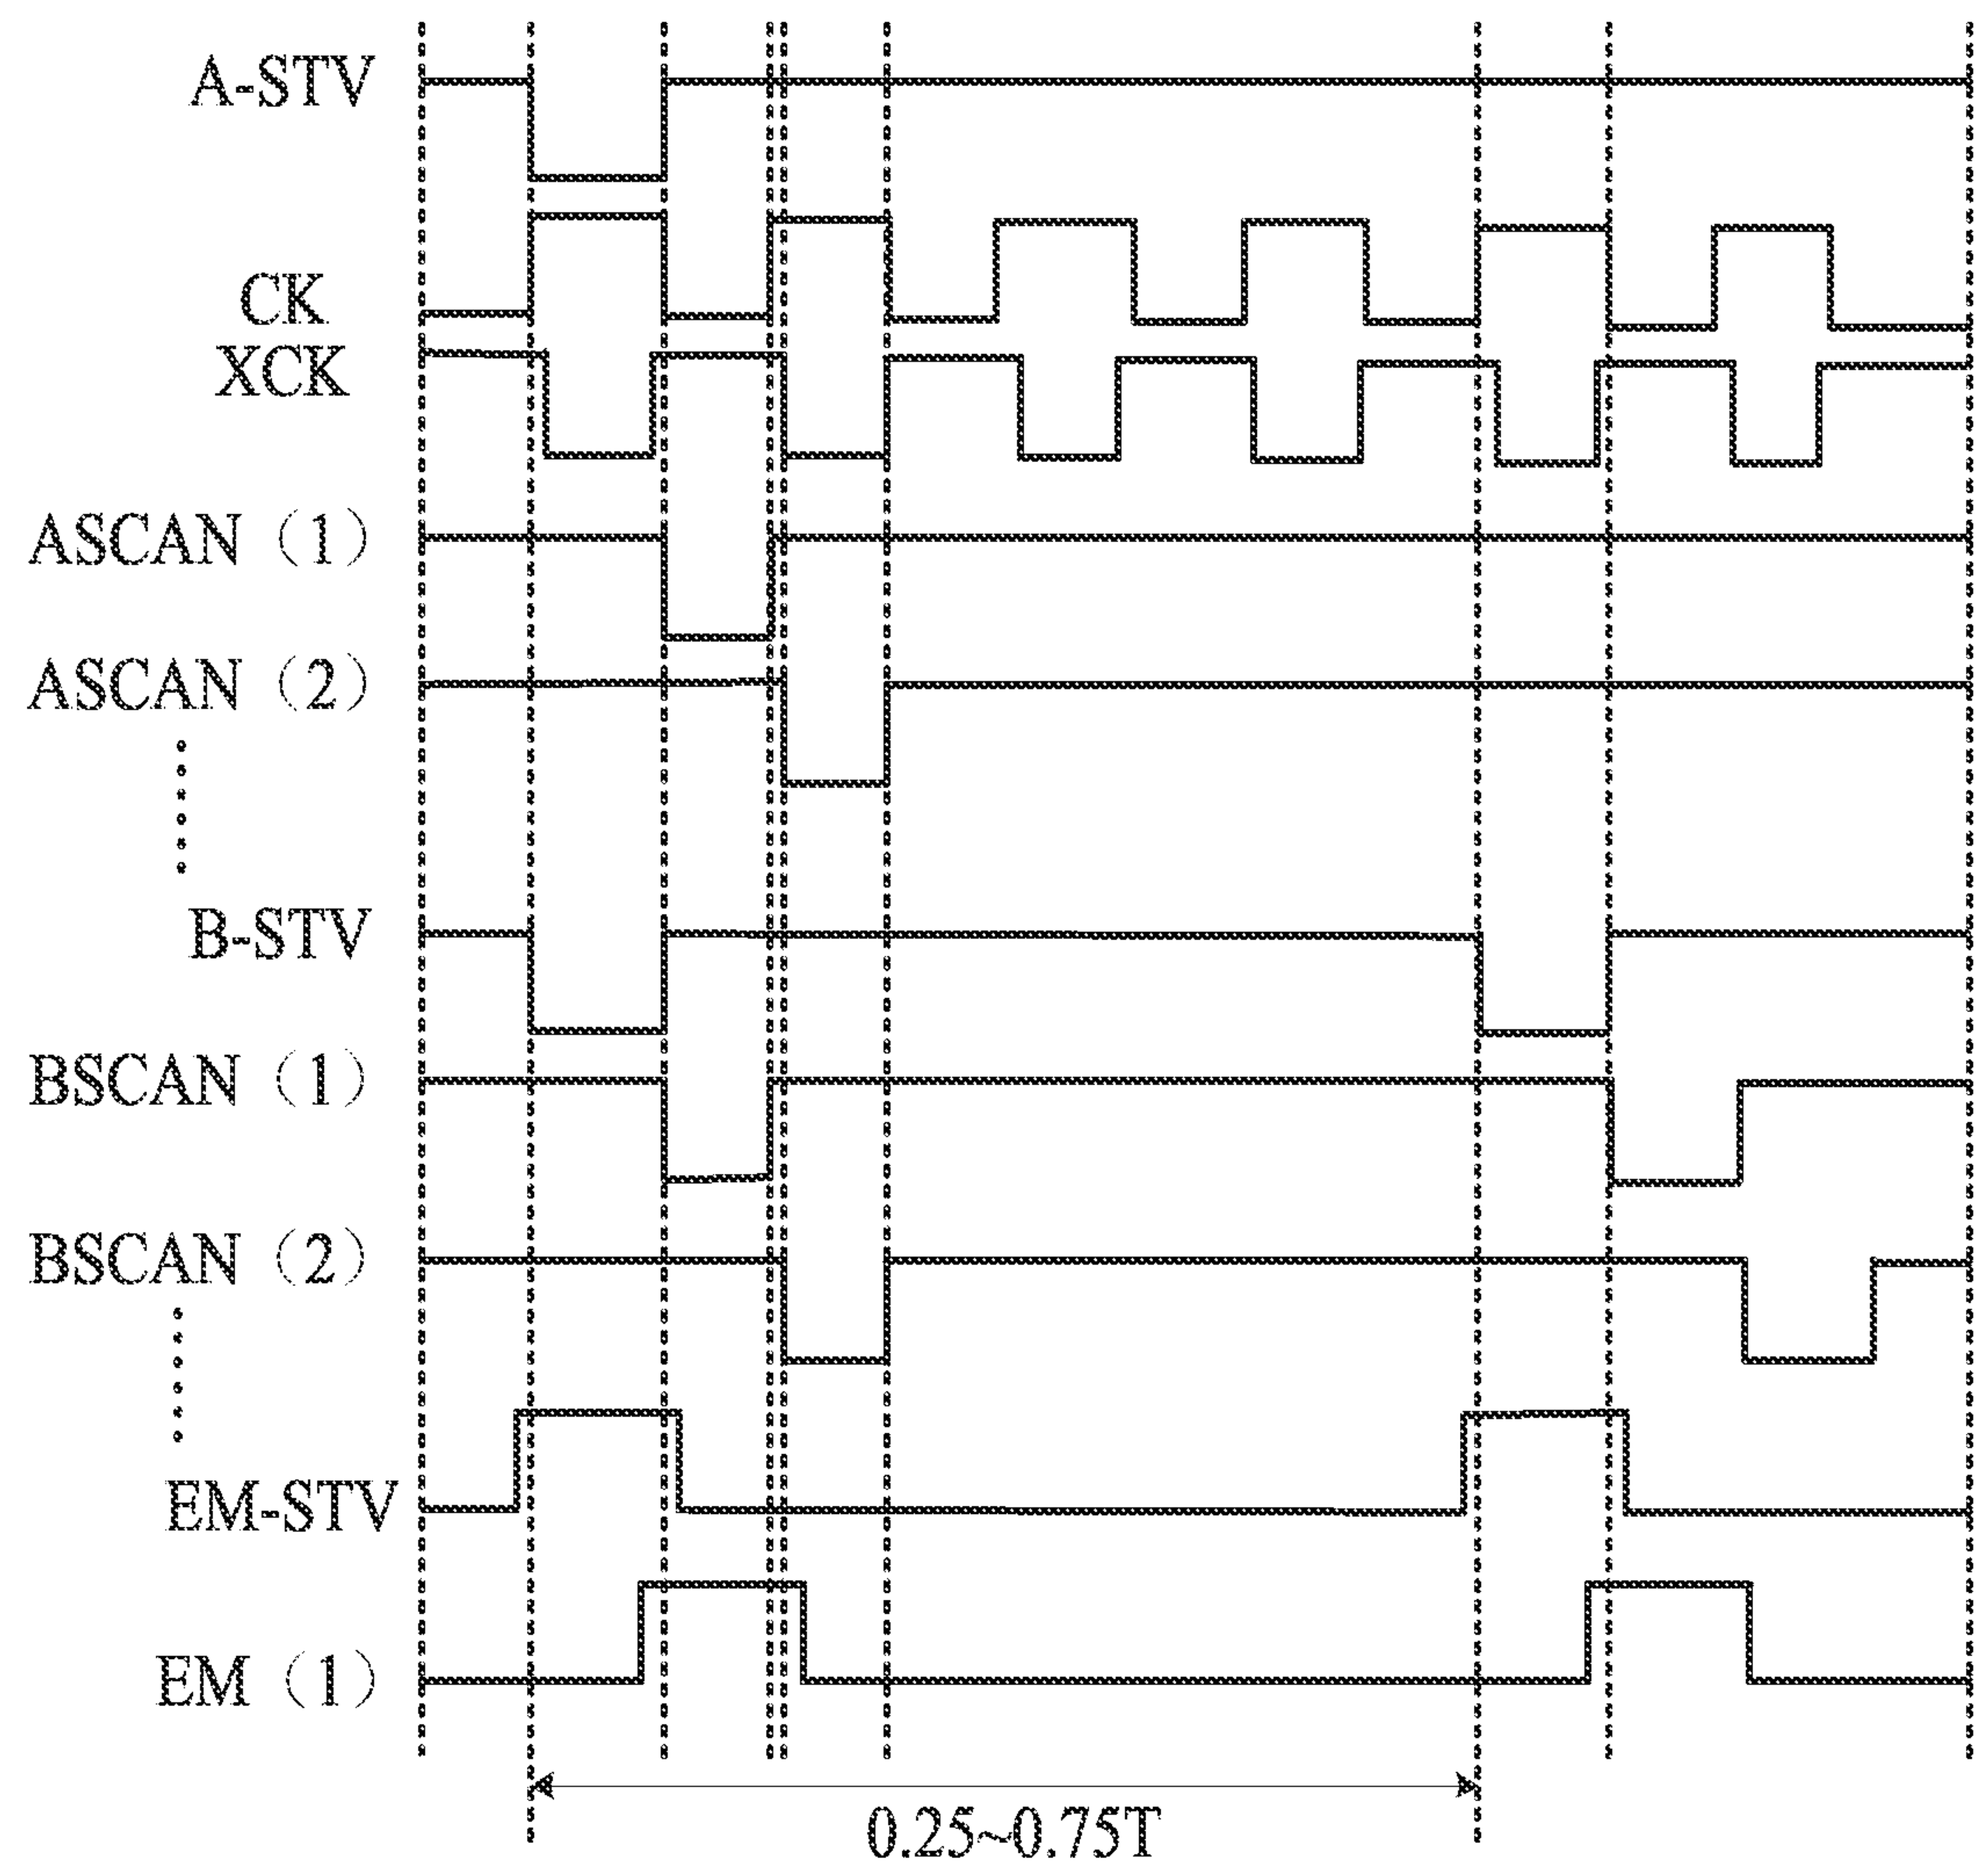 A-STV
CK
XCK
ASCAN（1）
ASCAN（2）
B-STV
BSCAN（1）
BSCAN（2）
EM-STV
EM（1）
0.25~0.75T